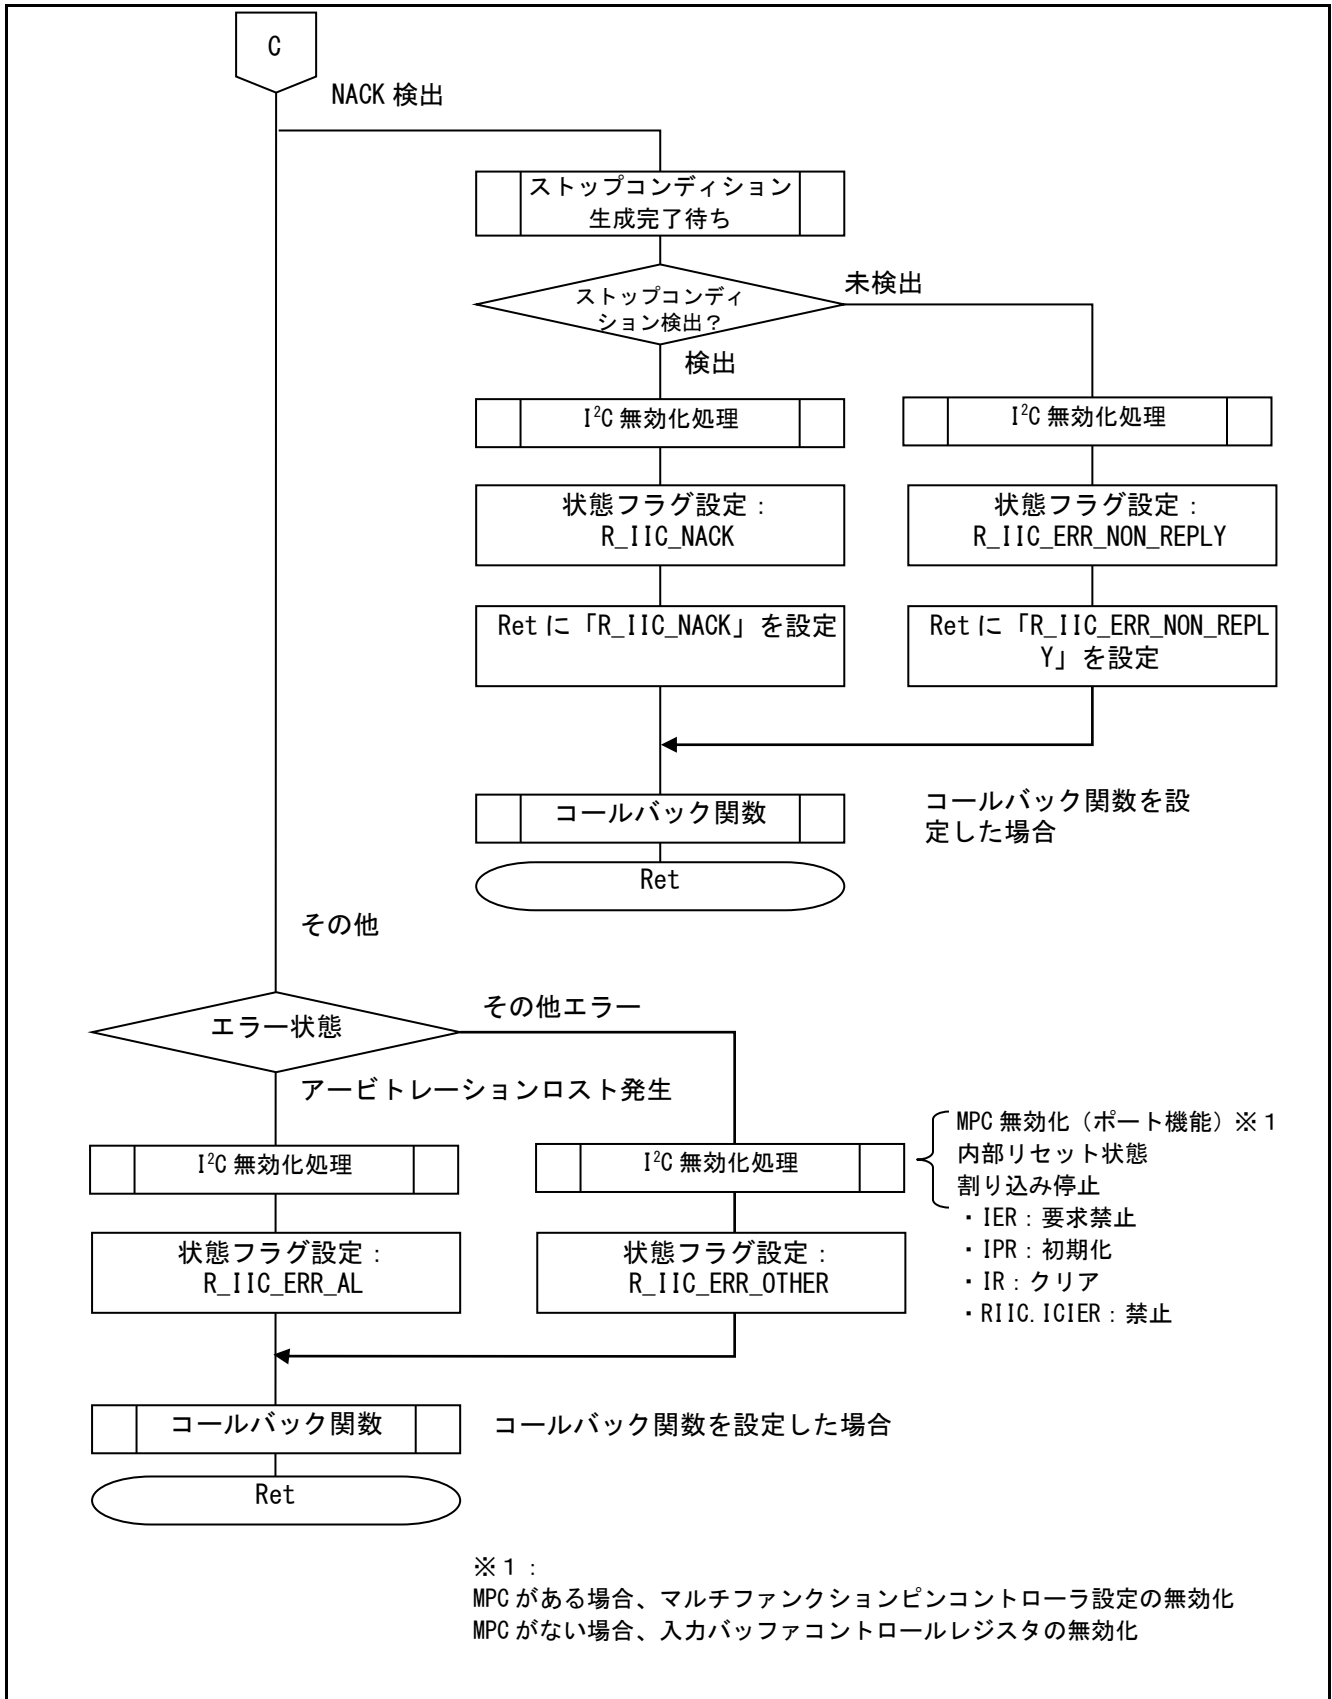 C
NACK 検出
ストップコンディション
生成完了待ち
ストップコンディ
ション検出？
未検出
検出
I²C 無効化処理
I²C 無効化処理
状態フラグ設定：
R_IIC_NACK
状態フラグ設定：
R_IIC_ERR_NON_REPLY
Ret に「R_IIC_NACK」を設定
Ret に「R_IIC_ERR_NON_REPL
Y」を設定
コールバック関数
コールバック関数を設
定した場合
Ret
その他
エラー状態
その他エラー
アービトレーションロスト発生
I²C 無効化処理
I²C 無効化処理
MPC 無効化（ポート機能）※１
内部リセット状態
割り込み停止
・IER：要求禁止
・IPR：初期化
・IR：クリア
・RIIC.ICIER：禁止
状態フラグ設定：
R_IIC_ERR_AL
状態フラグ設定：
R_IIC_ERR_OTHER
コールバック関数
コールバック関数を設定した場合
Ret
※１：
MPC がある場合、マルチファンクションピンコントローラ設定の無効化
MPC がない場合、入力バッファコントロールレジスタの無効化